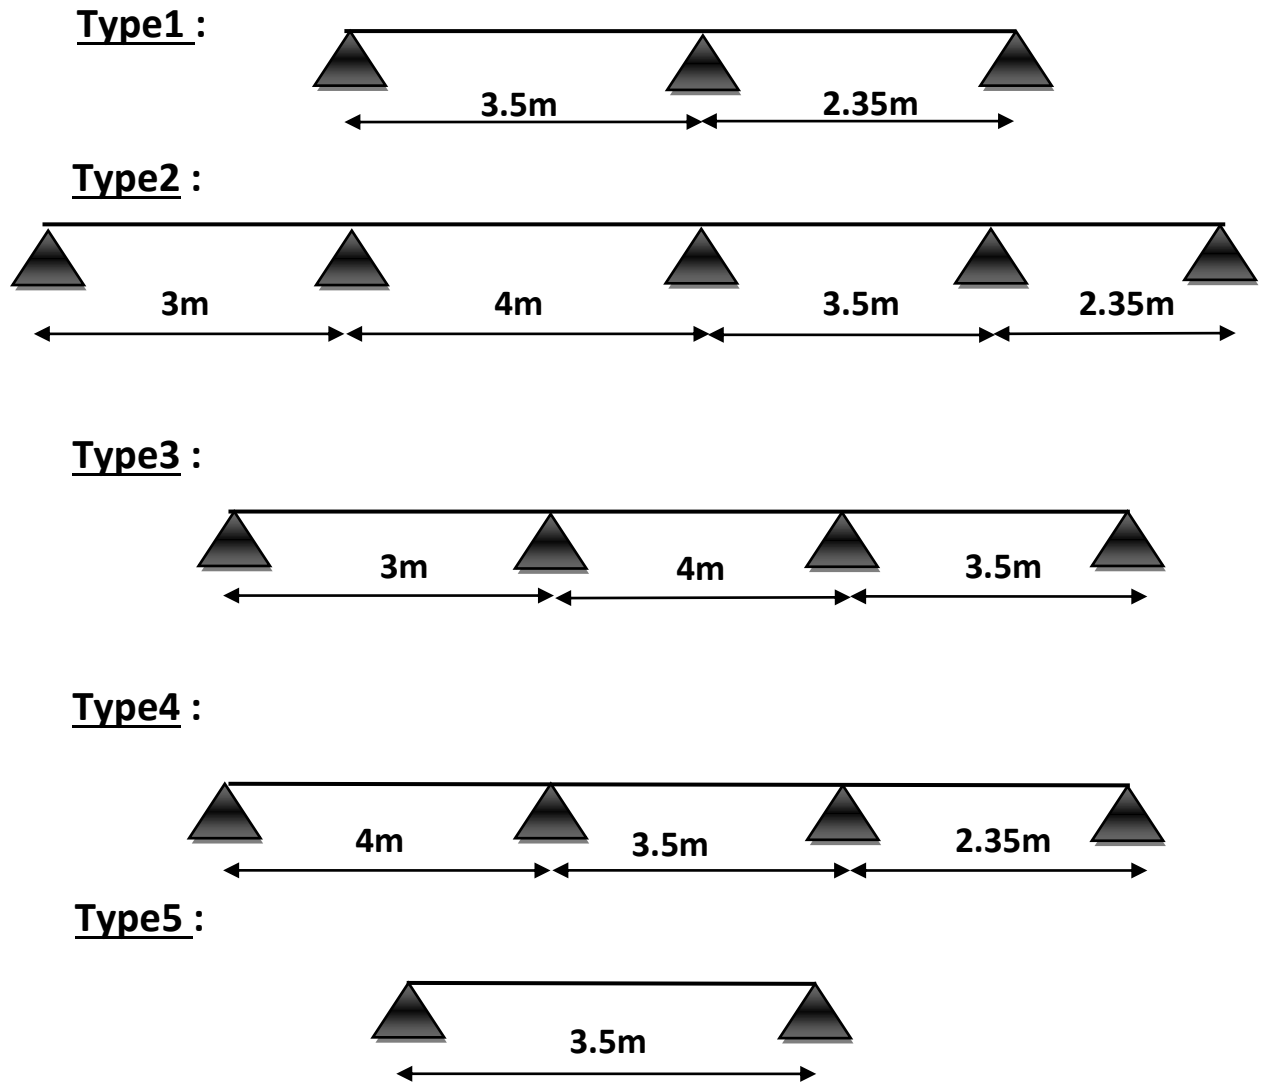 Type1 :
3.5m 2.35m
Type2 :
3m 4m 3.5m 2.35m
Type3 :
3m 4m 3.5m
Type4 :
4m 3.5m 2.35m
Type5 :
3.5m